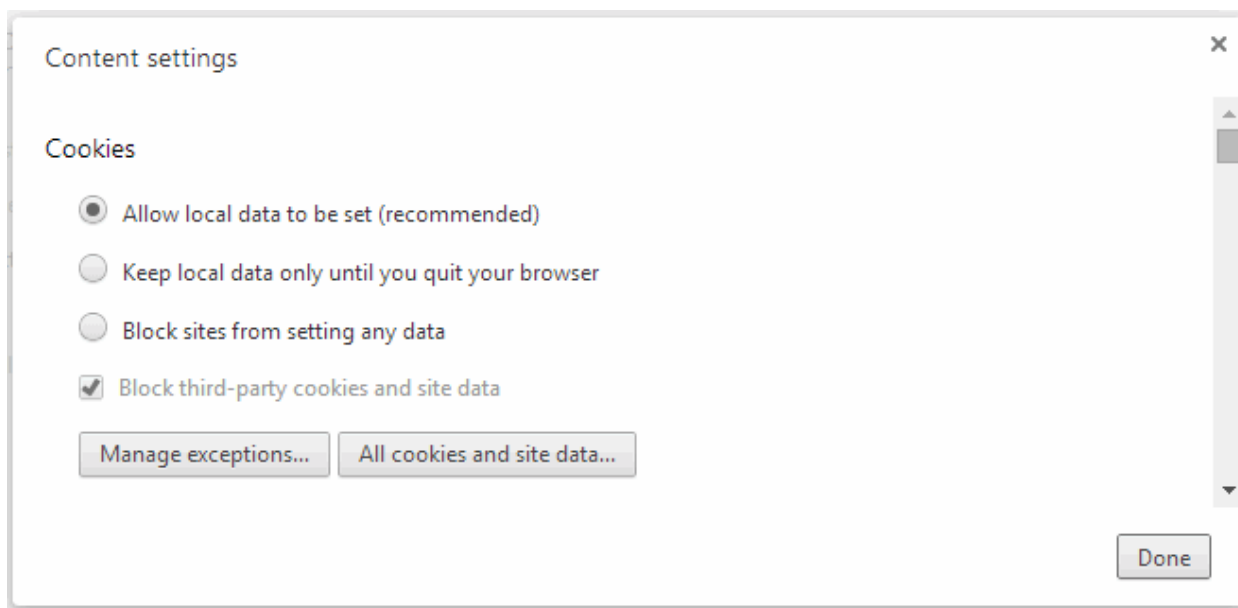 Content settings
Cookies
Allow local data to be set (recommended)
Keep local data only until you quit your browser
Block sites from setting any data
Block third-party cookies and site data
Manage exceptions... All cookies and site data...
Done